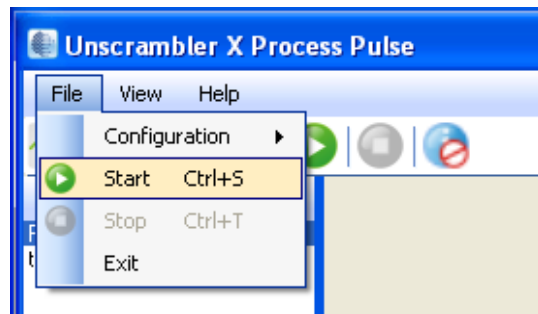 Unscrambler X Process Pulse
File View Help
Configuration
Start Ctrl+S
Stop Ctrl+T
Exit